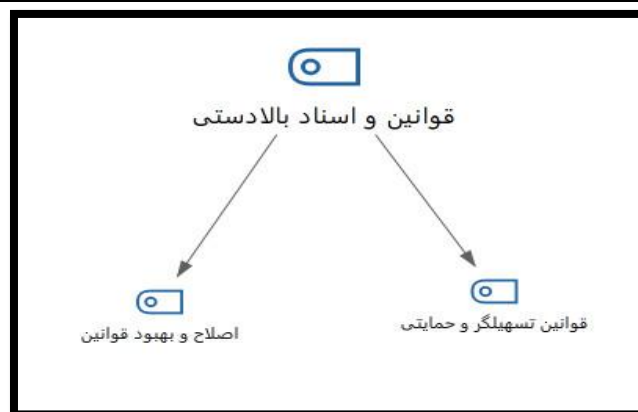 قوانین و اسناد بالادستی
قوانین تسهیلگر و حمایتی
اصلاح و بهبود قوانین